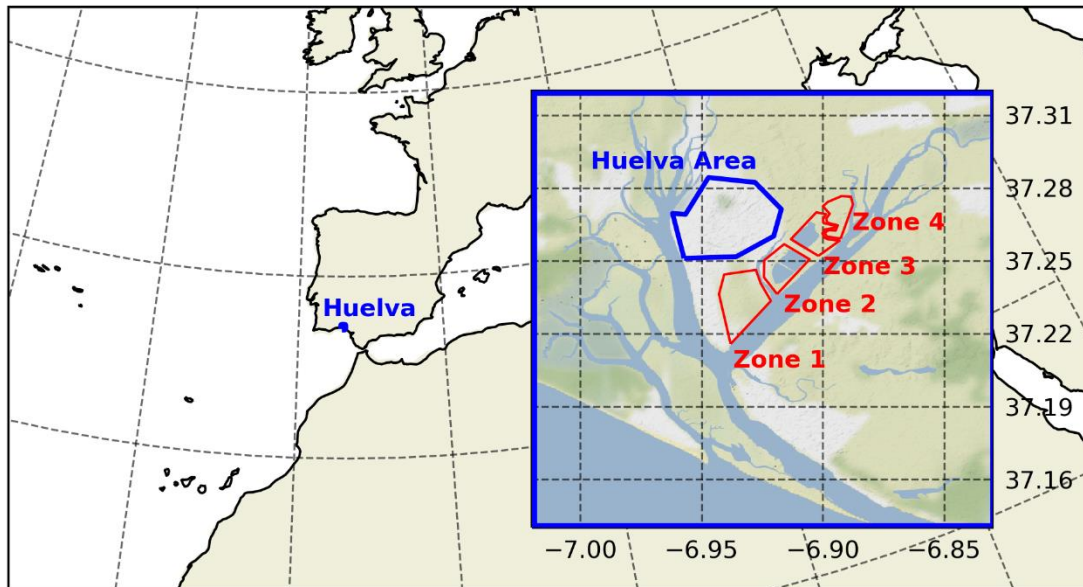 37.31
Huelva Area
37.28
Zone 4
37.25
Zone 3
Huelva
Zone 2
37.22
Zone 1
37.19
37.16
−7.00 −6.95 −6.90 −6.85